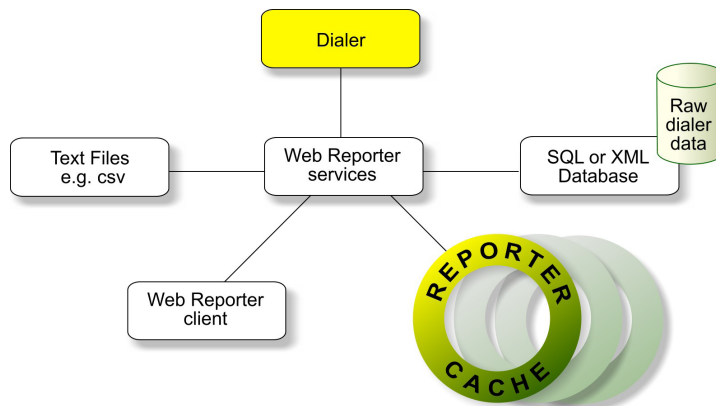 Dialer
Raw
dialer
data
Text Files
e.g. csv
Web Reporter
services
SQL or XML
Database
Web Reporter
client
REPORTER
CACHE